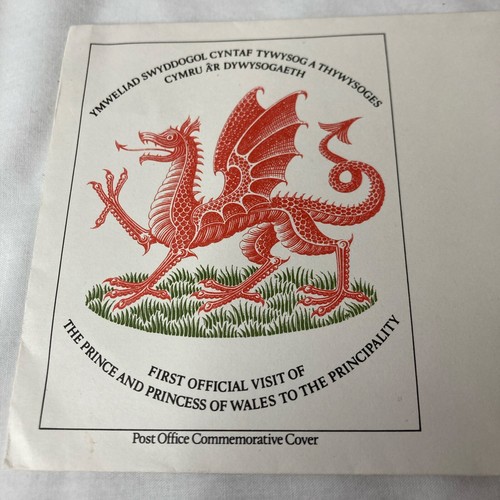 YMWELIAD SWYDDOGOL CYNTAF TYWYSOG A THYWYSOGES
CYMRU Â'R DYWYSOGAETH
FIRST OFFICIAL VISIT OF
THE PRINCE AND PRINCESS OF WALES TO THE PRINCIPALITY
Post Office Commemorative Cover